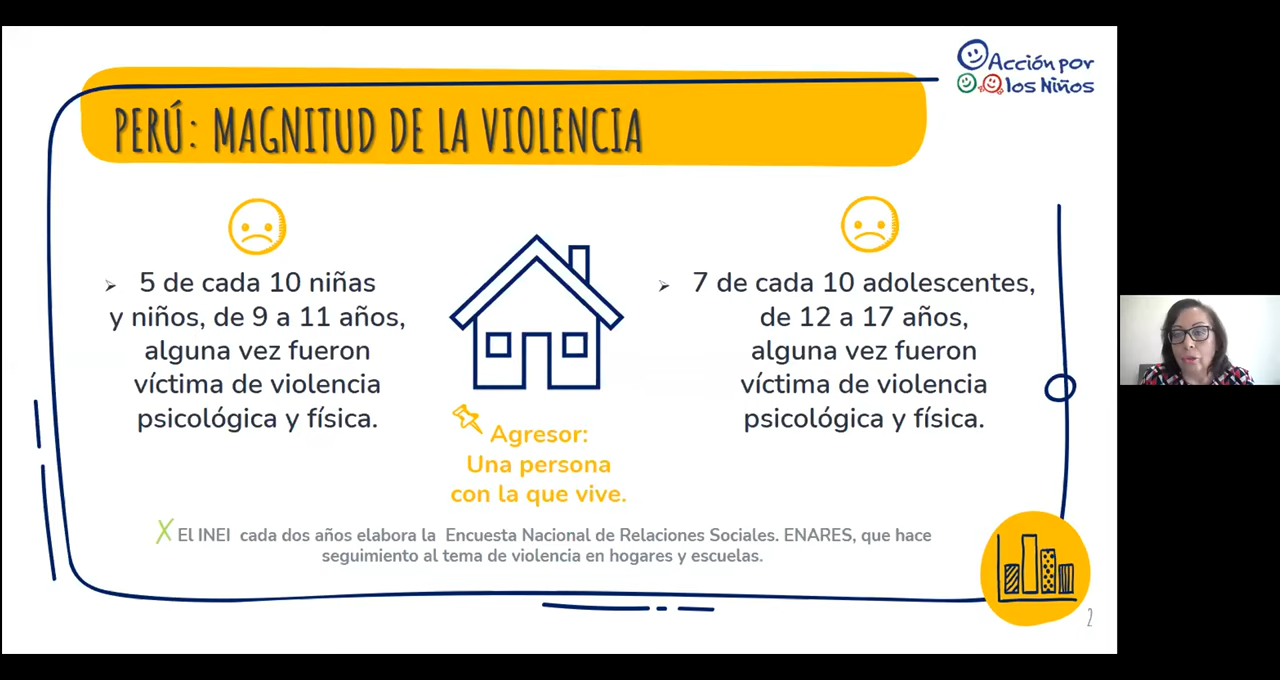 Acción por
los Niños
PERÚ: MAGNITUD DE LA VIOLENCIA
5 de cada 10 niñas
y niños, de 9 a 11 años,
alguna vez fueron
víctima de violencia
psicológica y física.
Agresor:
Una persona
con la que vive.
7 de cada 10 adolescentes,
de 12 a 17 años,
alguna vez fueron
víctima de violencia
psicológica y física.
El INEI cada dos años elabora la Encuesta Nacional de Relaciones Sociales. ENARES, que hace
seguimiento al tema de violencia en hogares y escuelas.
2